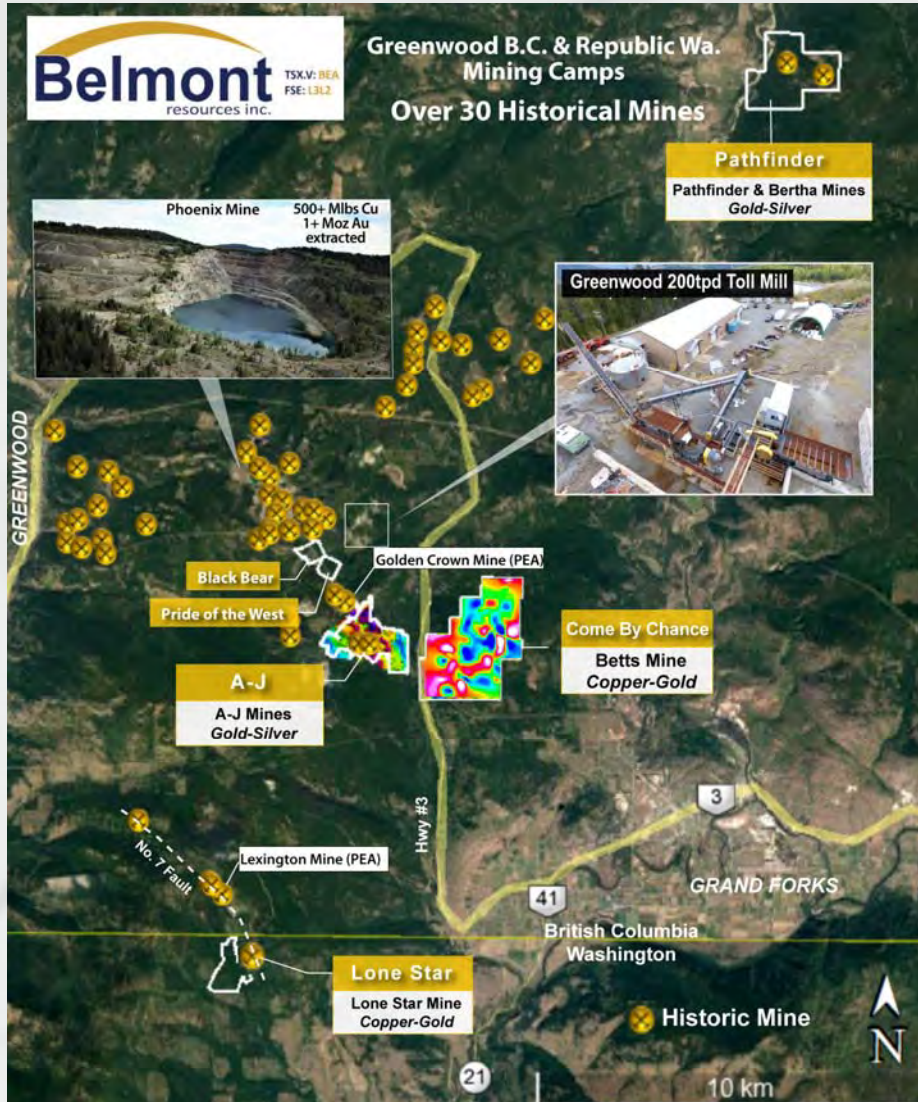 Belmont
resources inc.
TSX.V: BEA
FSE: L3L2
Greenwood B.C. & Republic Wa.
Mining Camps
Over 30 Historical Mines
Pathfinder
Pathfinder & Bertha Mines
Gold-Silver
Phoenix Mine
500+ Mlbs Cu
1+ Moz Au
extracted
Greenwood 200tpd Toll Mill
GREENWOOD
Black Bear
Pride of the West
Golden Crown Mine (PEA)
A-J
A-J Mines
Gold-Silver
Come By Chance
Betts Mine
Copper-Gold
Hwy #3
3
No. 7 Fault
Lexington Mine (PEA)
41
GRAND FORKS
British Columbia
Washington
Lone Star
Lone Star Mine
Copper-Gold
Historic Mine
N
21
10 km